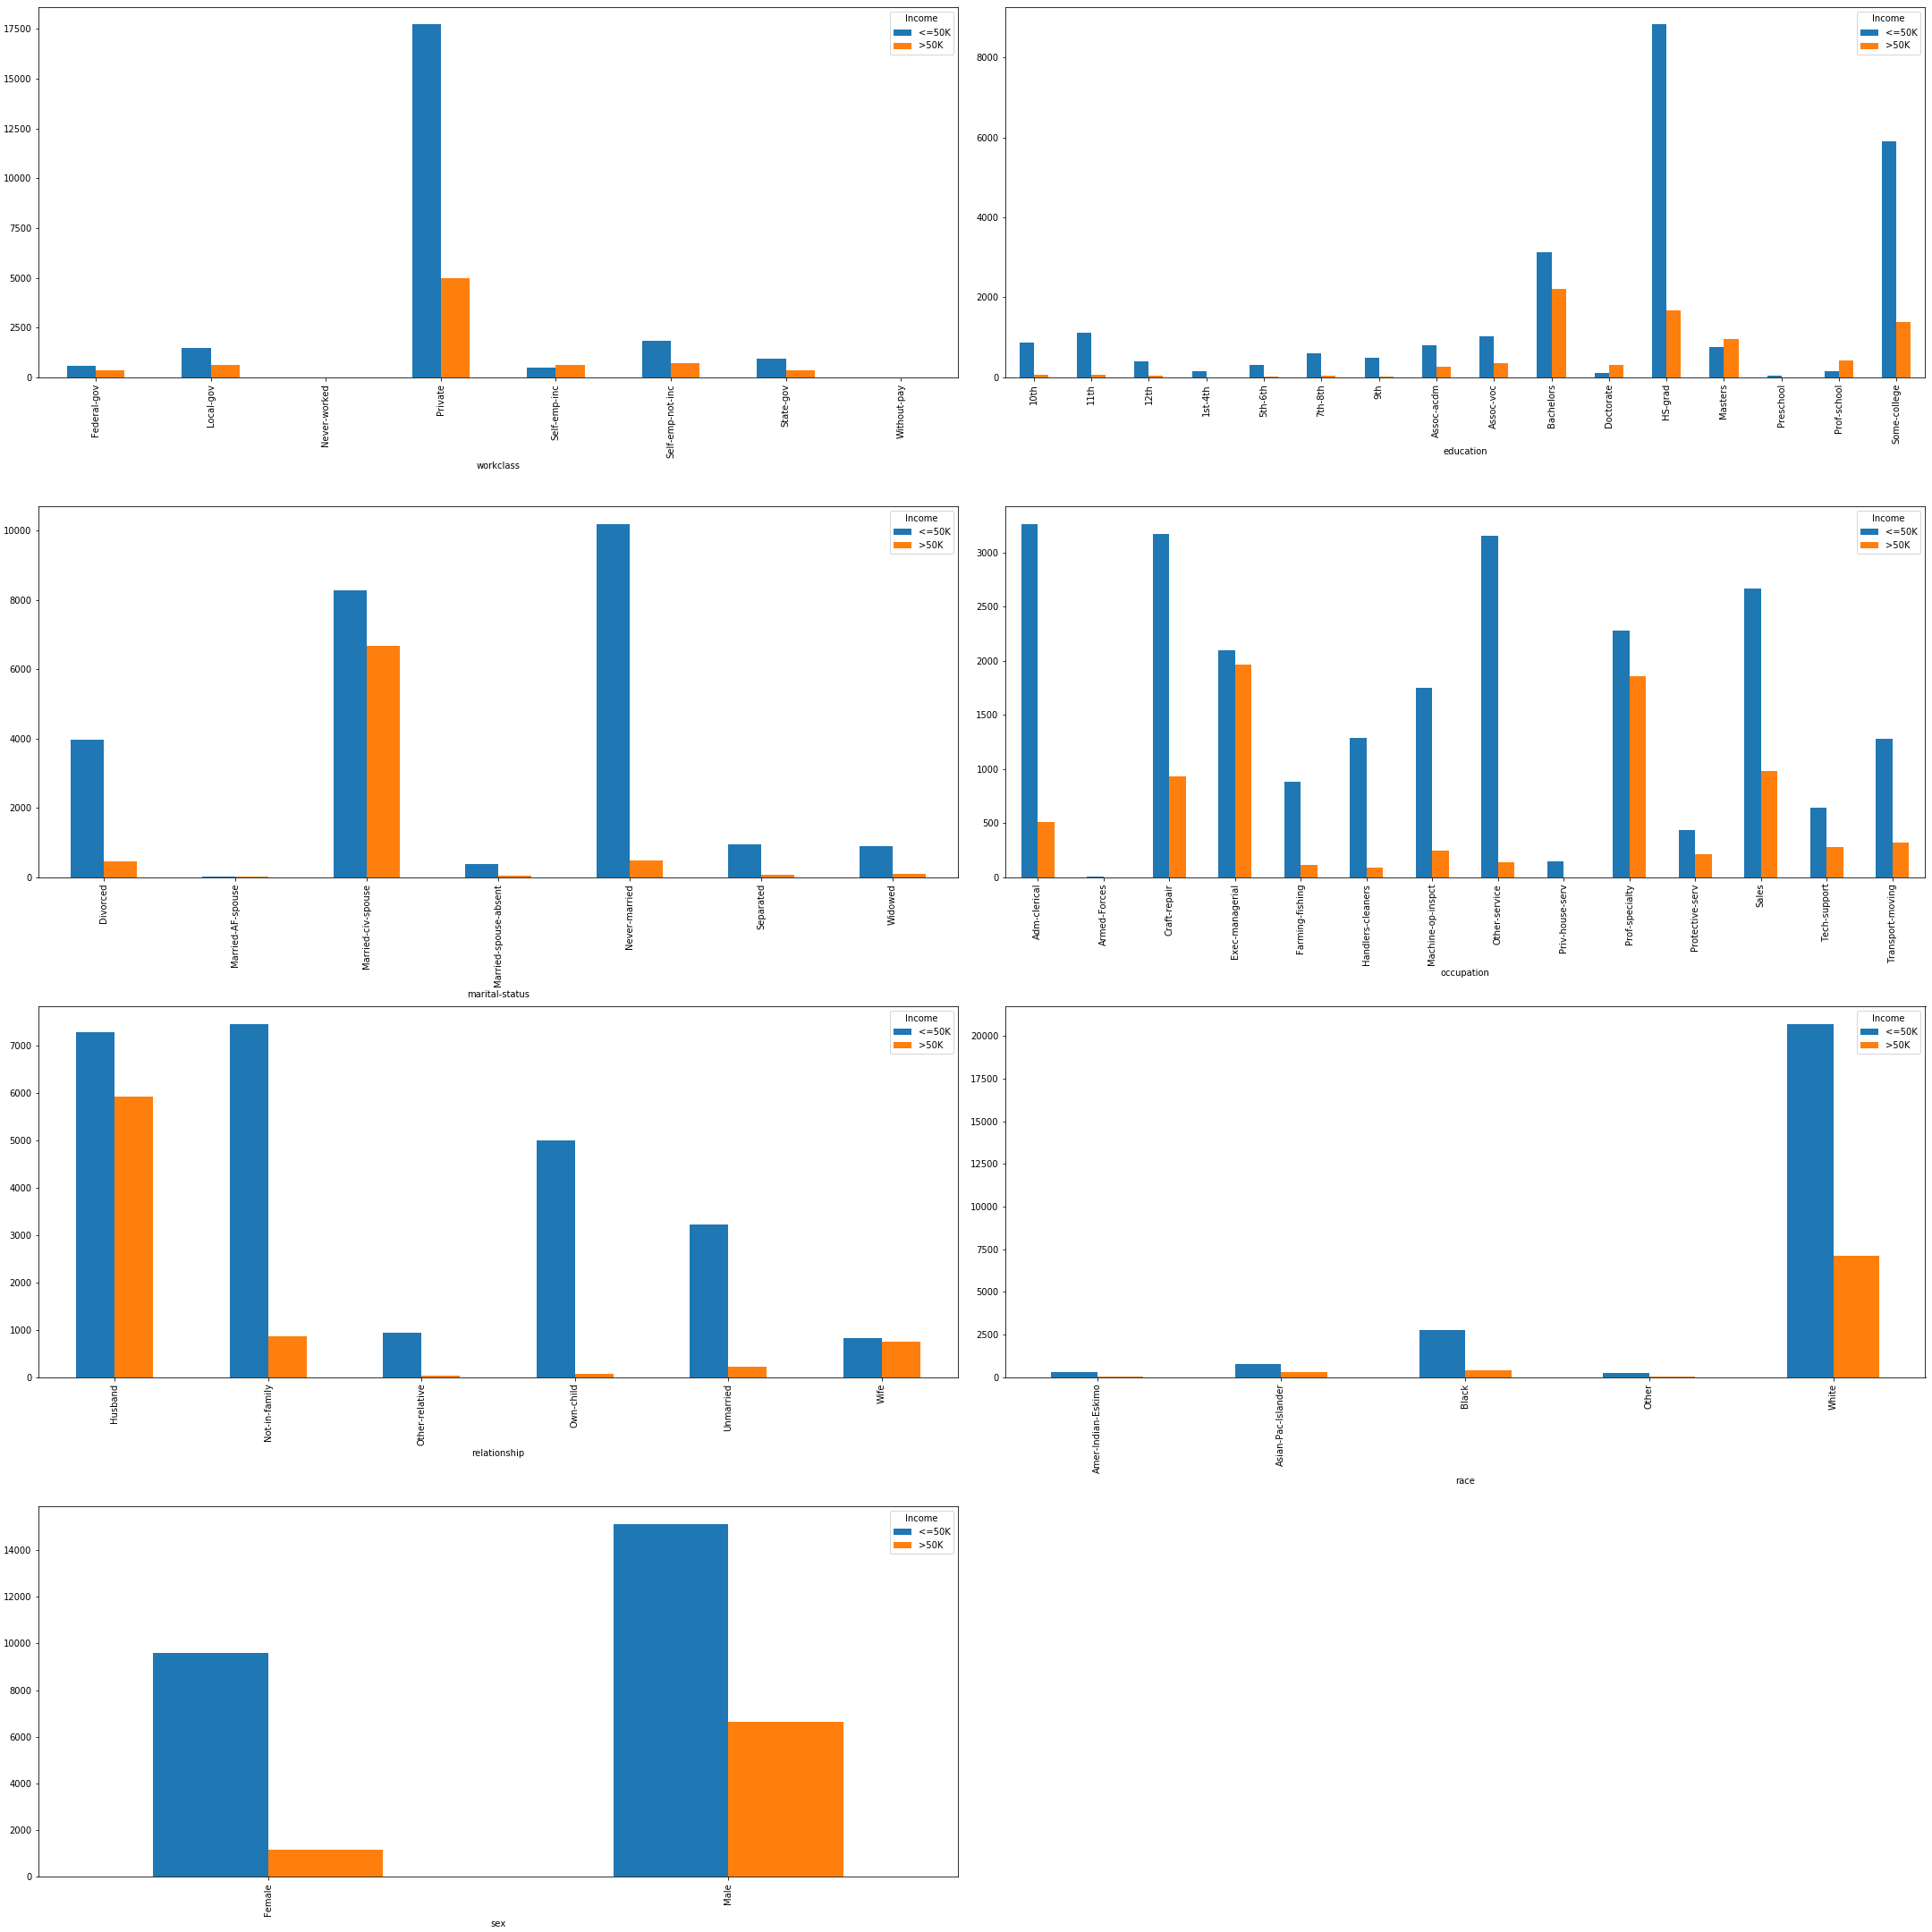 17500
15000
12500
10000
7500
5000
2500
0
Income
<=50K
>50K
Federal-gov
Local-gov
Never-worked
Private
Self-emp-inc
Self-emp-not-inc
State-gov
Without-pay
workclass
8000
6000
4000
2000
0
Income
<=50K
>50K
10th
11th
12th
1st-4th
5th-6th
7th-8th
9th
Assoc-acdm
Assoc-voc
Bachelors
Doctorate
HS-grad
Masters
Preschool
Prof-school
Some-college
education
10000
8000
6000
4000
2000
0
Income
<=50K
>50K
Divorced
Married-AF-spouse
Married-civ-spouse
Married-spouse-absent
Never-married
Separated
Widowed
marital-status
3000
2500
2000
1500
1000
500
0
Income
<=50K
>50K
Adm-clerical
Armed-Forces
Craft-repair
Exec-managerial
Farming-fishing
Handlers-cleaners
Machine-op-inspct
Other-service
Priv-house-serv
Prof-specialty
Protective-serv
Sales
Tech-support
Transport-moving
occupation
7000
6000
5000
4000
3000
2000
1000
0
Income
<=50K
>50K
Husband
Not-in-family
Other-relative
Own-child
Unmarried
Wife
relationship
20000
17500
15000
12500
10000
7500
5000
2500
0
Income
<=50K
>50K
Amer-Indian-Eskimo
Asian-Pac-Islander
Black
Other
White
race
14000
12000
10000
8000
6000
4000
2000
0
Income
<=50K
>50K
Female
Male
sex